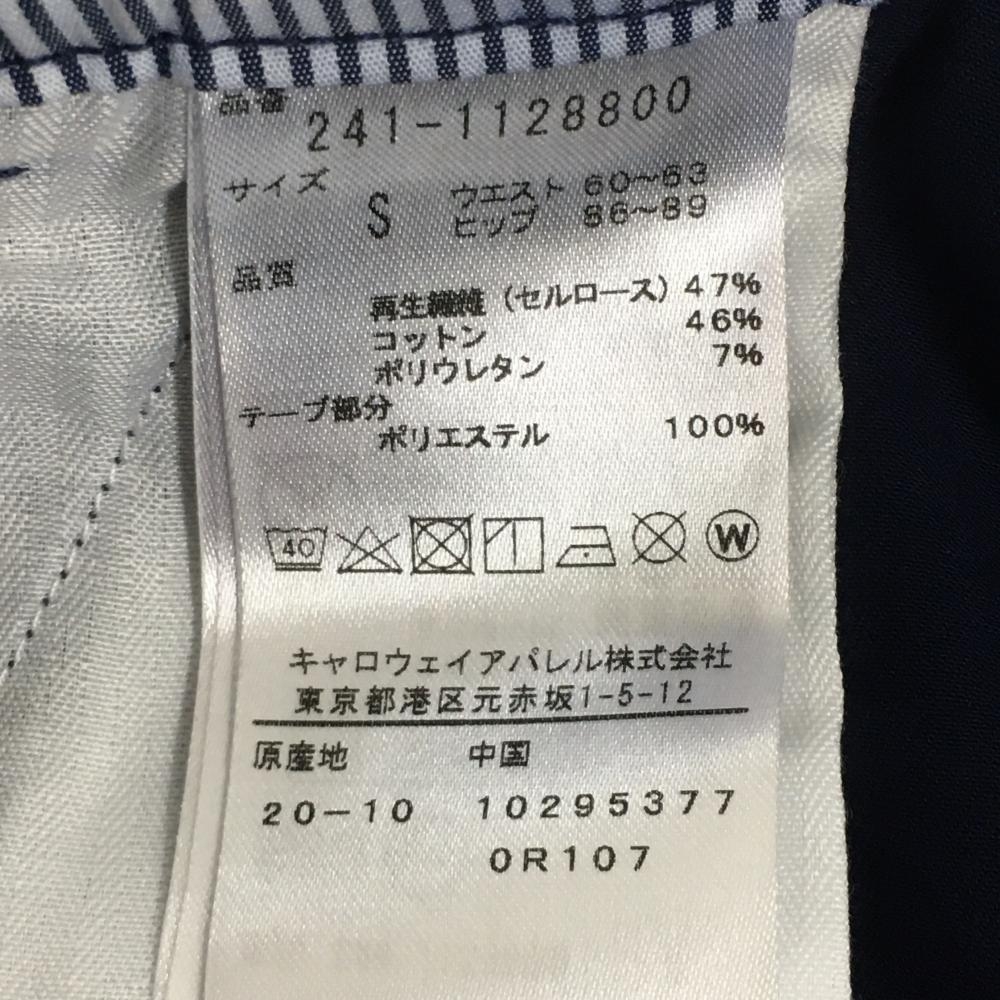 品番
241-1128800
サイズ S ウエスト 60〜63
ヒップ 86〜89
品質
再生繊維（セルロース）47%
コットン 46%
ポリウレタン 7%
テープ部分
ポリエステル 100%
40 W
キャロウェイアパレル株式会社
東京都港区元赤坂1-5-12
原産地 中国
20-10 10295377
0R107